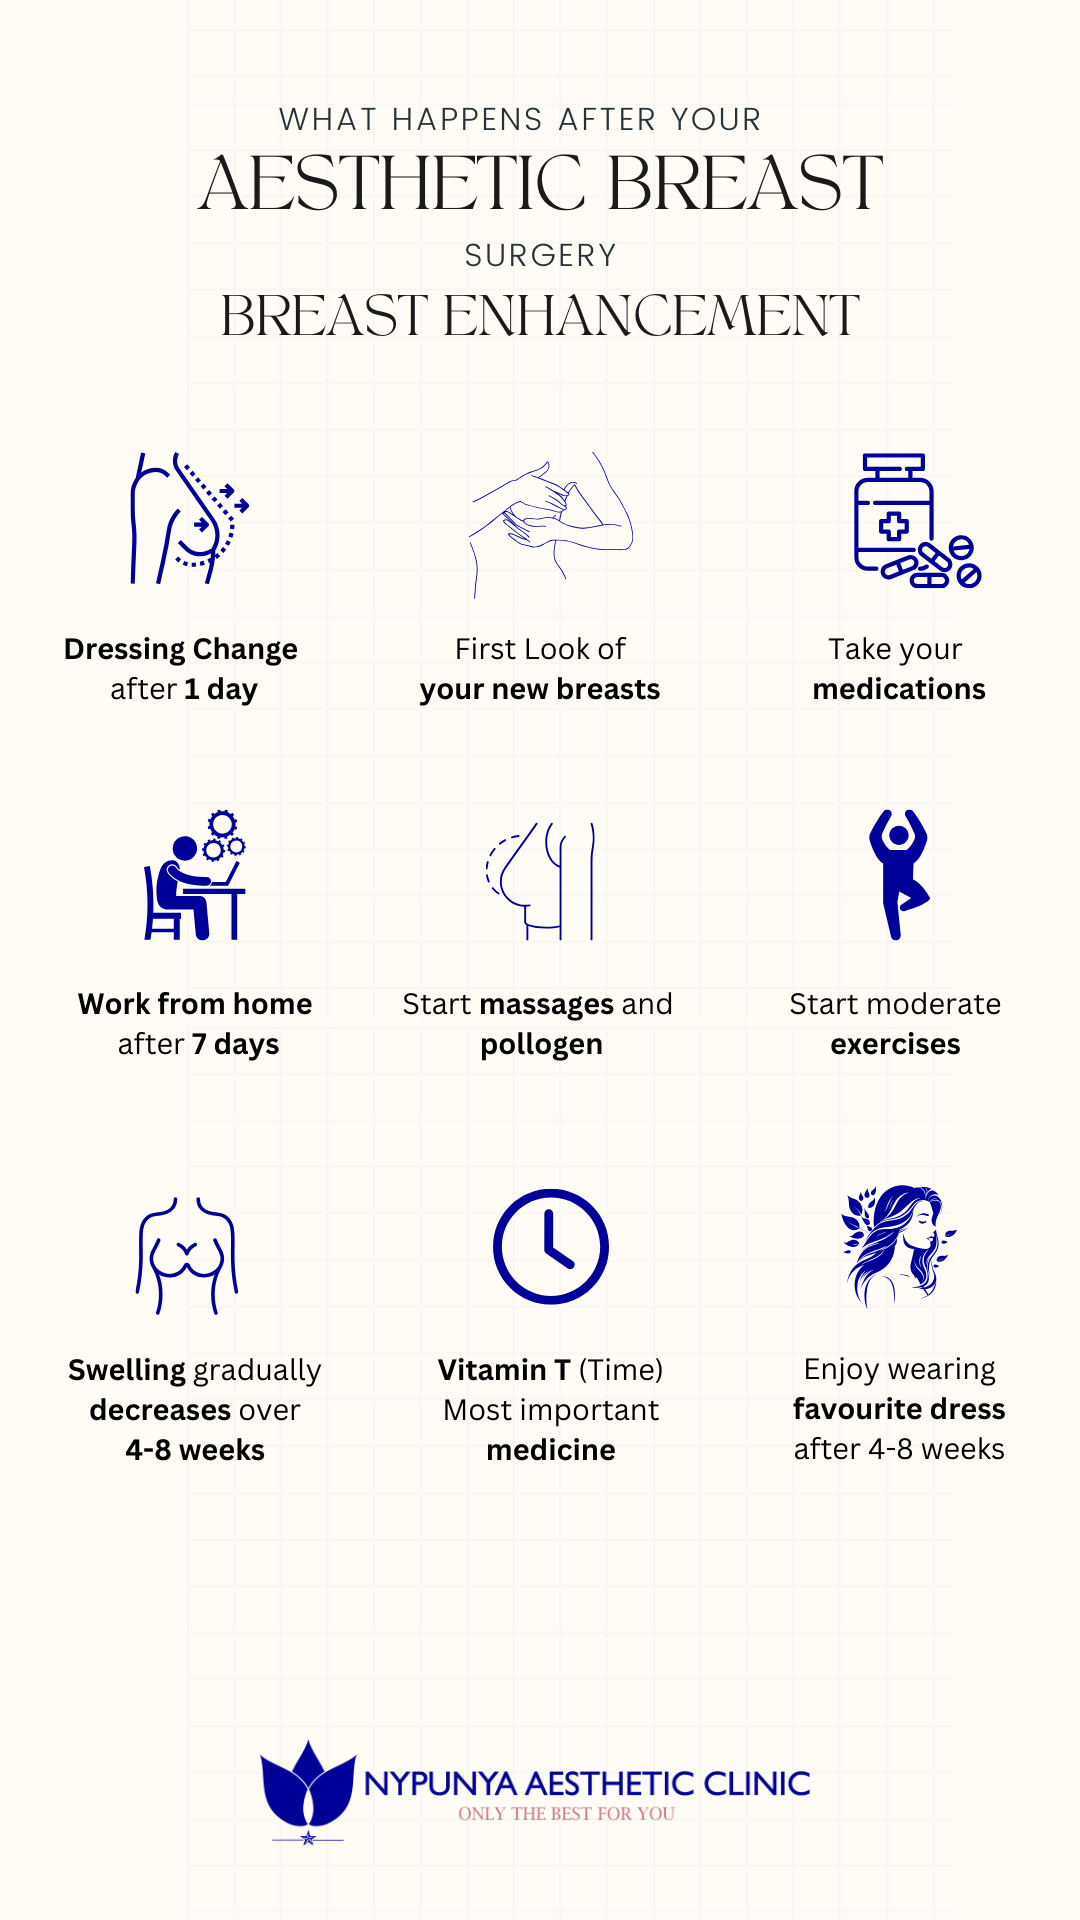 WHAT HAPPENS AFTER YOUR
AESTHETIC BREAST
SURGERY
BREAST ENHANCEMENT
Dressing Change
after 1 day
First Look of
your new breasts
Take your
medications
Work from home
after 7 days
Start massages and
pollogen
Start moderate
exercises
Swelling gradually
decreases over
4-8 weeks
Vitamin T (Time)
Most important
medicine
Enjoy wearing
favourite dress
after 4-8 weeks
NYPUNYA AESTHETIC CLINIC
ONLY THE BEST FOR YOU